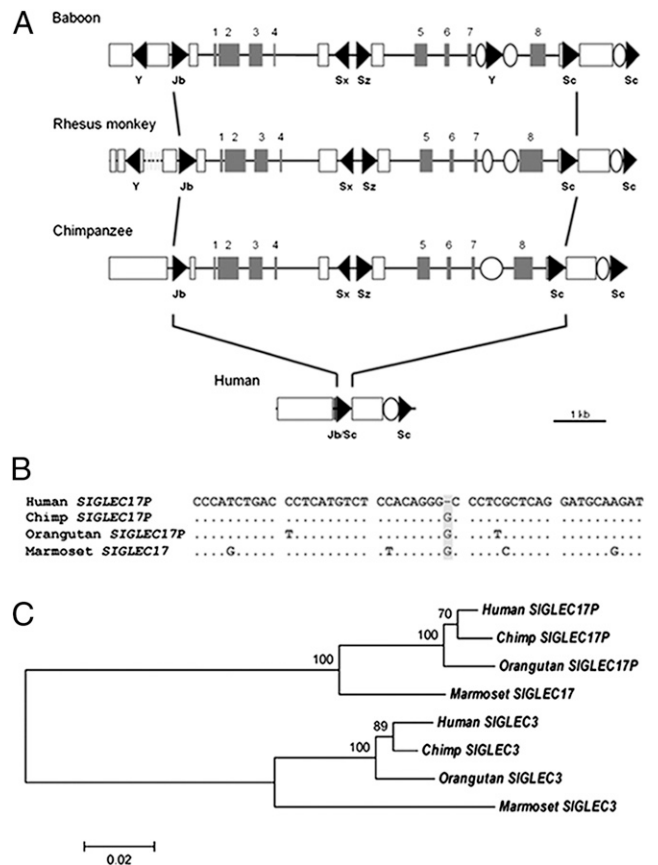 A
Baboon
1 2 3 4 5 6 7 8
Y Jb Sx Sz Y Sc Sc
Rhesus monkey
1 2 3 4 5 6 7 8
Y Jb Sx Sz Sc Sc
Chimpanzee
1 2 3 4 5 6 7 8
Jb Sx Sz Sc Sc
Human
Jb/Sc Sc
1 kb
B
Human SIGLEC17P CCCATCTGAC CCTCATGTCT CCACAGGG-C CCTCGCTCAG GATGCAAGAT
Chimp SIGLEC17P .......... .......... ........G. .......... ..........
Orangutan SIGLEC17P .......... T......... ........G. ...T...... ..........
Marmoset SIGLEC17 ....G..... .......... .T......G. ....C..... ......G...
C
70 Human SIGLEC17P
100 Chimp SIGLEC17P
100 Orangutan SIGLEC17P
Marmoset SIGLEC17
89 Human SIGLEC3
100 Chimp SIGLEC3
Orangutan SIGLEC3
Marmoset SIGLEC3
0.02